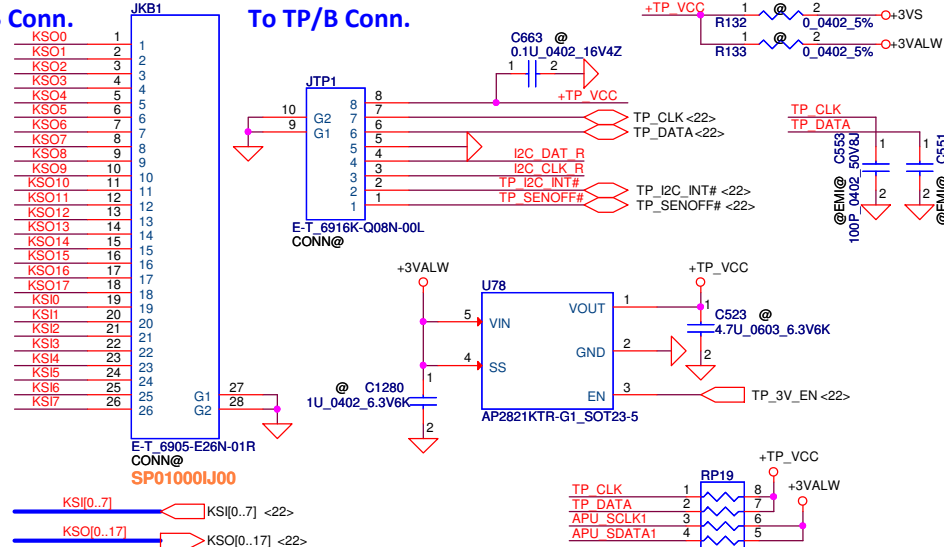 Conn.
To TP/B Conn.
JKB1
KSO0 1 1
KSO1 2 2
KSO2 3 3
KSO3 4 4
KSO4 5 5
KSO5 6 6
KSO6 7 7
KSO7 8 8
KSO8 9 9
KSO9 10 10
KSO10 11 11
KSO11 12 12
KSO12 13 13
KSO13 14 14
KSO14 15 15
KSO15 16 16
KSO16 17 17
KSO17 18 18
KSI0 19 19
KSI1 20 20
KSI2 21 21
KSI3 22 22
KSI4 23 23
KSI5 24 24
KSI6 25 25
KSI7 26 26
G1 27
G2 28
E-T_6905-E26N-01R
CONN@
SP01000IJ00
KSI[0..7] KSI[0..7] <22>
KSO[0..17] KSO[0..17] <22>
C663 @
0.1U_0402_16V4Z
1 2
JTP1
10 G2
9 G1
8 8 +TP_VCC
7 7 TP_CLK <22>
6 6 TP_DATA <22>
5 5
4 4 I2C_DAT_R
3 3 I2C_CLK_R
2 2 TP_I2C_INT# TP_I2C_INT# <22>
1 1 TP_SENOFF# TP_SENOFF# <22>
E-T_6916K-Q08N-00L
CONN@
+TP_VCC
1 @ 2 +3VS
R132 0_0402_5%
1 @ 2 +3VALW
R133 0_0402_5%
TP_CLK
TP_DATA
1 2
@EMI@ C553
100P_0402_50V8J
1 2
@EMI@ C551
+3VALW
U78
5 VIN
4 SS
VOUT 1
GND 2
EN 3
AP2821KTR-G1_SOT23-5
@ C1280
1U_0402_6.3V6K
1
2
+TP_VCC
1
C523 @
4.7U_0603_6.3V6K
2
TP_3V_EN <22>
+TP_VCC
RP19
+3VALW
TP_CLK 1 8
TP_DATA 2 7
APU_SCLK1 3 6
APU_SDATA1 4 5